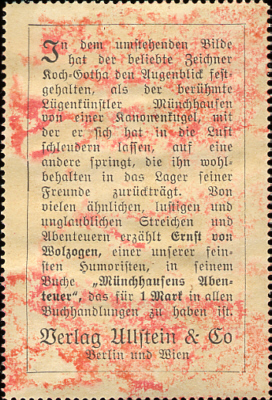 In dem umstehenden Bilde
hat der beliebte Zeichner
Koch-Gotha den Augenblick fest-
gehalten, als der berühmte
Lügenkünstler Münchhausen
von einer Kanonenkugel, mit
der er sich hat in die Luft
schleudern lassen, auf eine
andere springt, die ihn wohl-
behalten in das Lager seiner
Freunde zurückträgt. Von
vielen ähnlichen, lustigen und
unglaublichen Streichen und
Abenteuern erzählt Ernst von
Wolzogen, einer unserer fein-
sten Humoristen, in seinem
Buche „Münchhausens Aben-
teuer", das für 1 Mark in allen
Buchhandlungen zu haben ist.
Verlag Ullstein & Co
Berlin und Wien